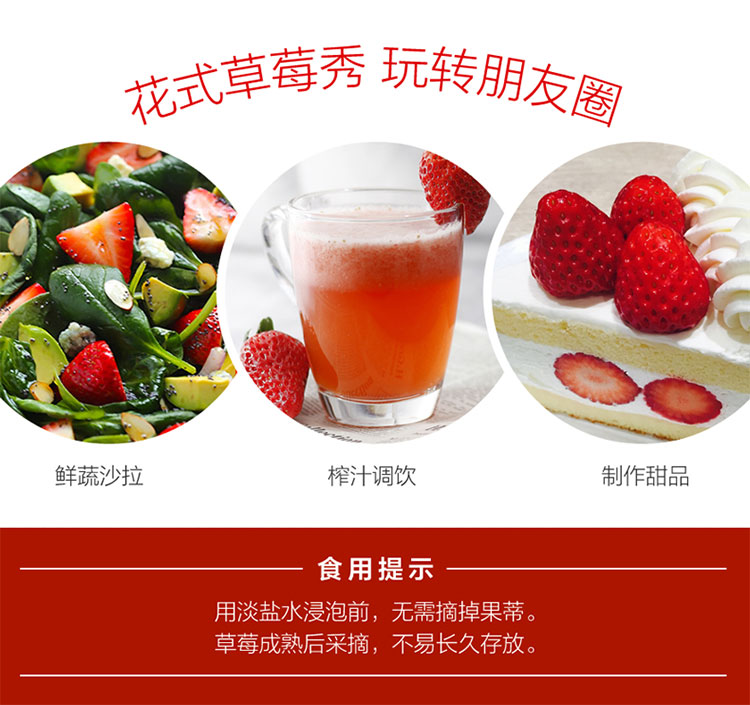 花式草莓秀 玩转朋友圈
鲜蔬沙拉
榨汁调饮
制作甜品
食用提示
用淡盐水浸泡前，无需摘掉果蒂。
草莓成熟后采摘，不易长久存放。